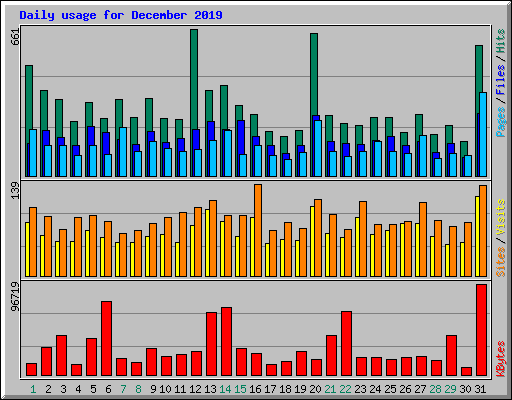 Daily usage for December 2019
661
Pages / Files / Hits
139
Sites / Visits
96719
KBytes
1 2 3 4 5 6 7 8 9 10 11 12 13 14 15 16 17 18 19 20 21 22 23 24 25 26 27 28 29 30 31